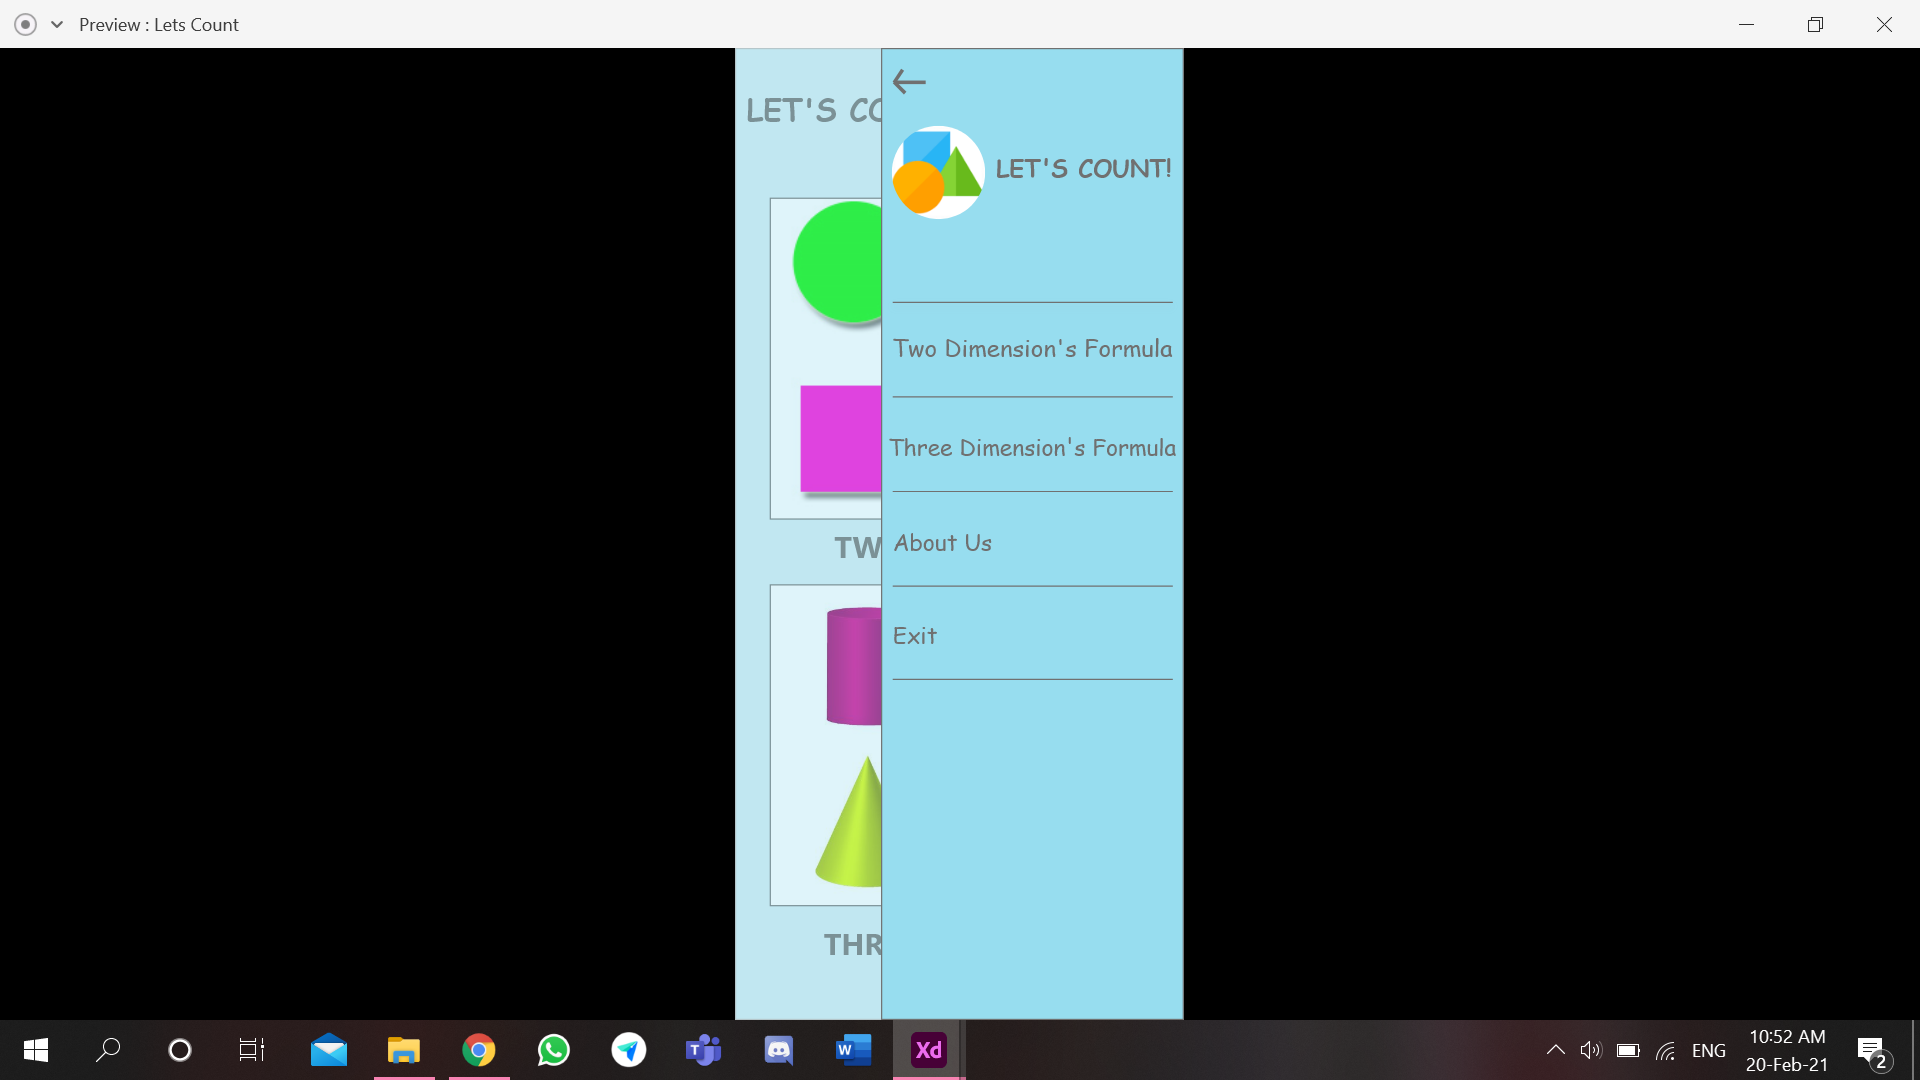 Preview : Lets Count
LET'S CO
LET'S COUNT!
Two Dimension's Formula
Three Dimension's Formula
TW
About Us
Exit
THR
T
W
Xd
ENG
10:52 AM
20-Feb-21
2